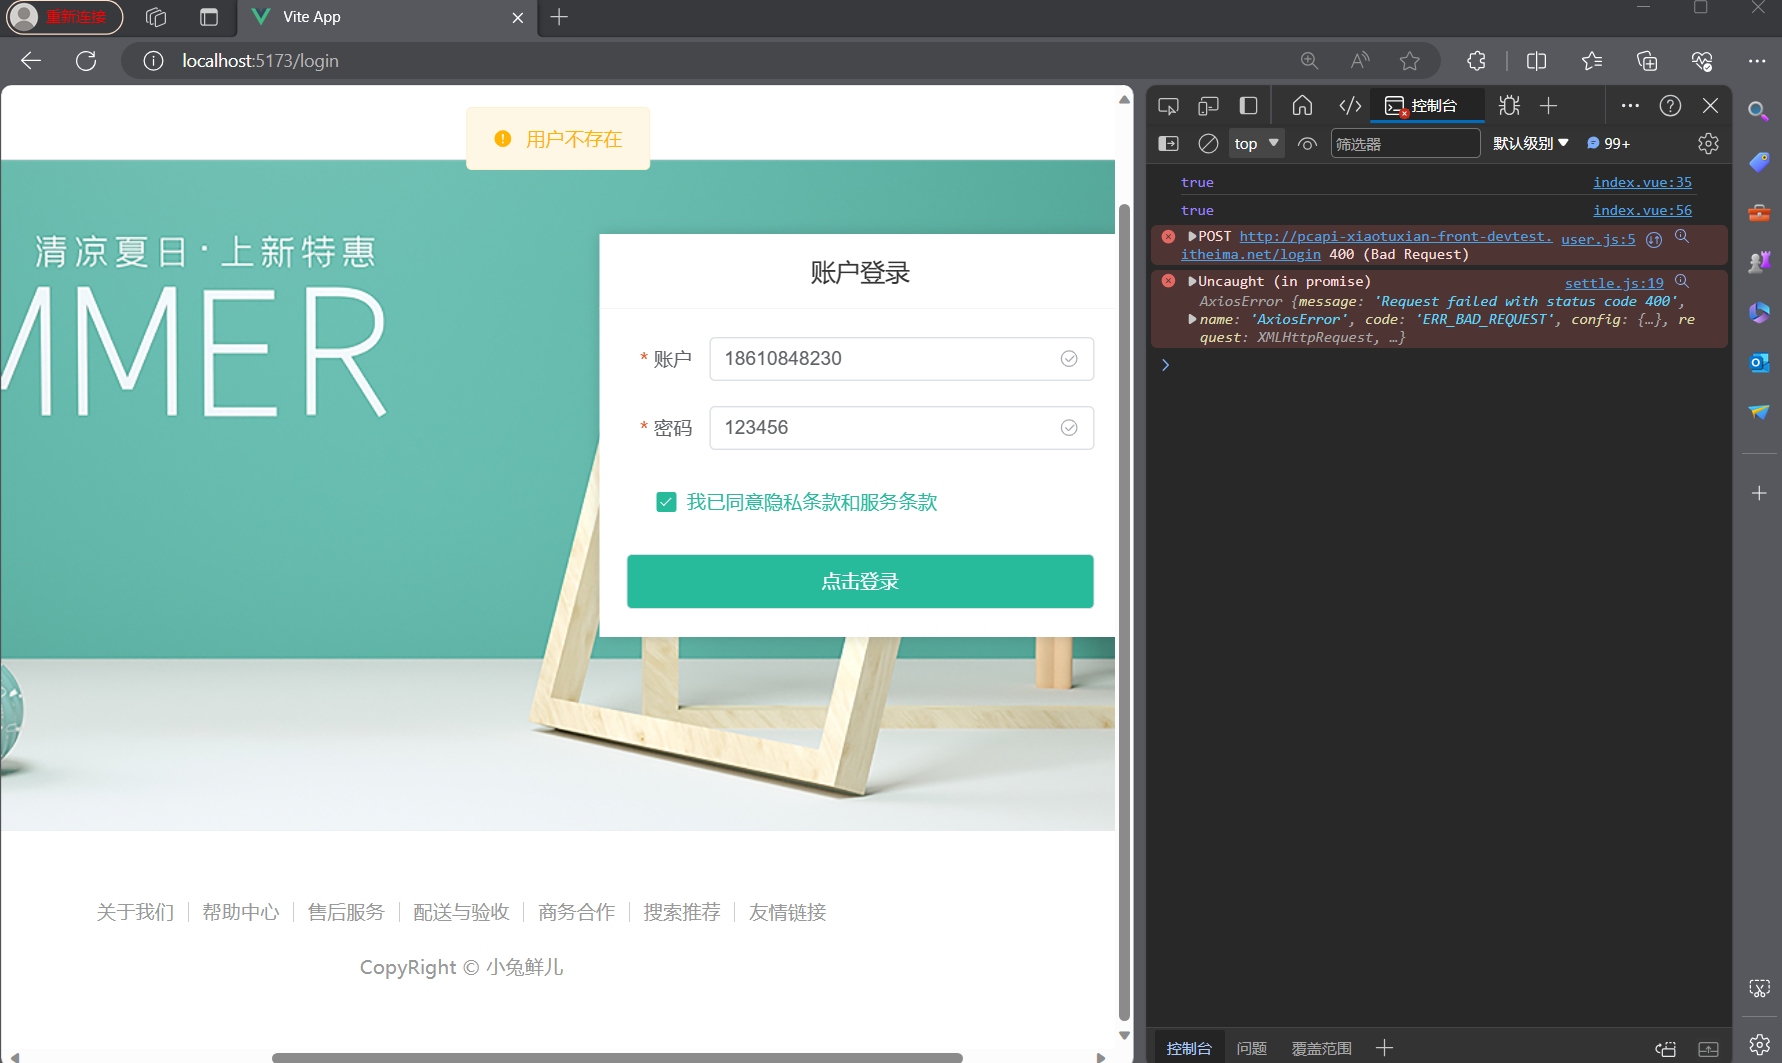 重新连接
Vite App
localhost:5173/login
用户不存在
清凉夏日·上新特惠
MMER
账户登录
* 账户 18610848230
* 密码 123456
我已同意隐私条款和服务条款
点击登录
关于我们 帮助中心 售后服务 配送与验收 商务合作 搜索推荐 友情链接
CopyRight © 小兔鲜儿
控制台
top 筛选器 默认级别 99+
true index.vue:35
true index.vue:56
POST http://pcapi-xiaotuxian-front-devtest. user.js:5
itheima.net/login 400 (Bad Request)
Uncaught (in promise) settle.js:19
AxiosError {message: 'Request failed with status code 400',
name: 'AxiosError', code: 'ERR_BAD_REQUEST', config: {…}, re
quest: XMLHttpRequest, …}
控制台 问题 覆盖范围